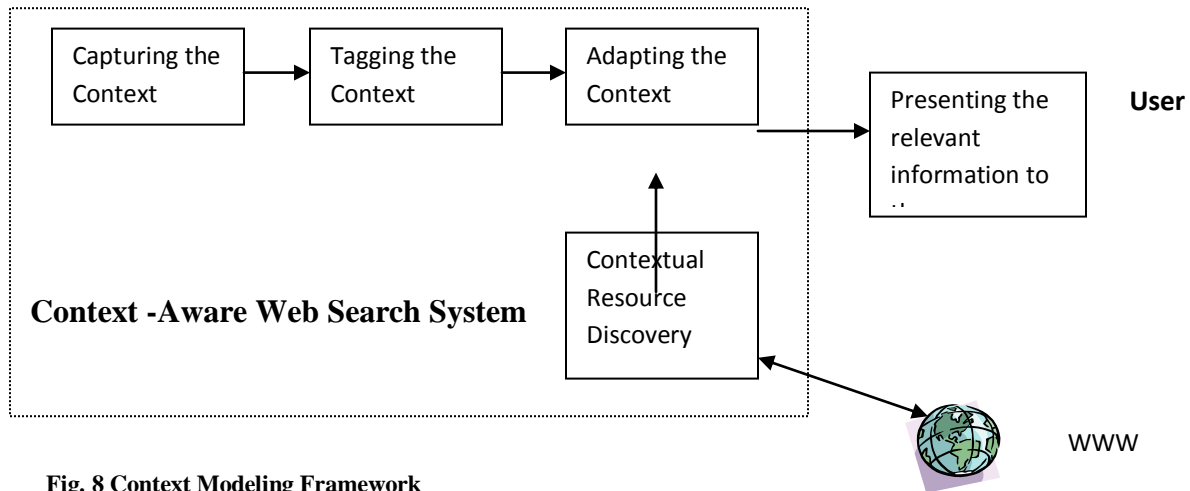 Capturing the
Context
Tagging the
Context
Adapting the
Context
Presenting the
relevant
information to
User
Contextual
Resource
Discovery
Context -Aware Web Search System
WWW
Fig. 8 Context Modeling Framework